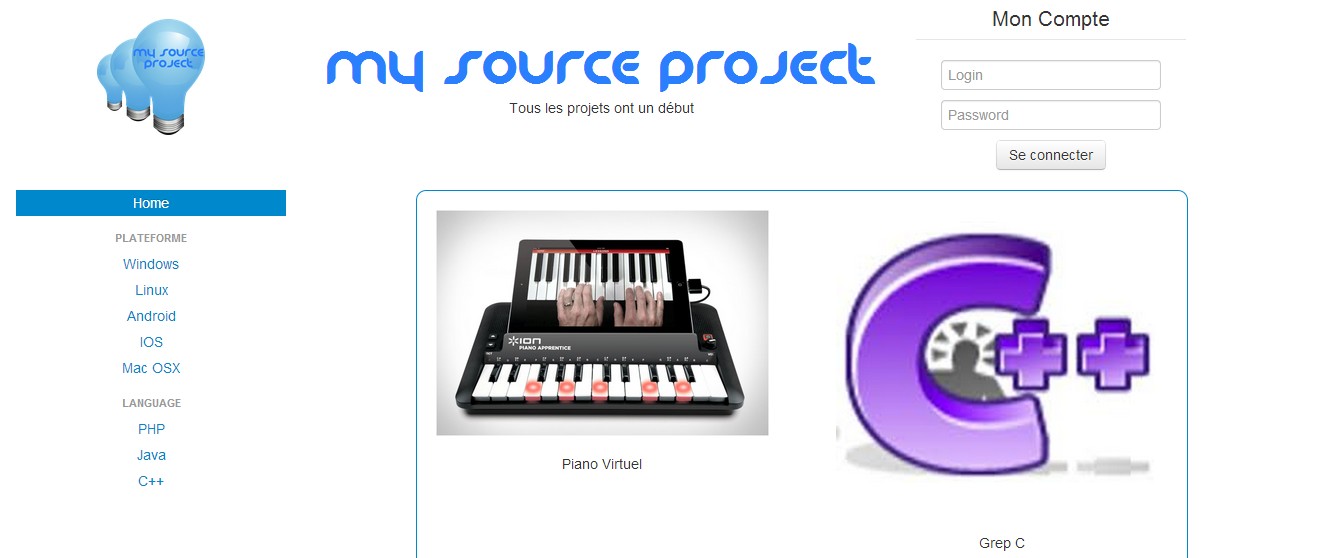 my source
project
my source project
Tous les projets ont un début
Mon Compte
Login
Password
Se connecter
Home
PLATEFORME
Windows
Linux
Android
IOS
Mac OSX
LANGUAGE
PHP
Java
C++
ION
PIANO APPRENTICE
Piano Virtuel
C++
Grep C